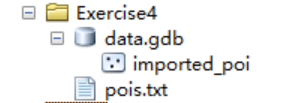 Exercise4
data.gdb
imported_poi
pois.txt